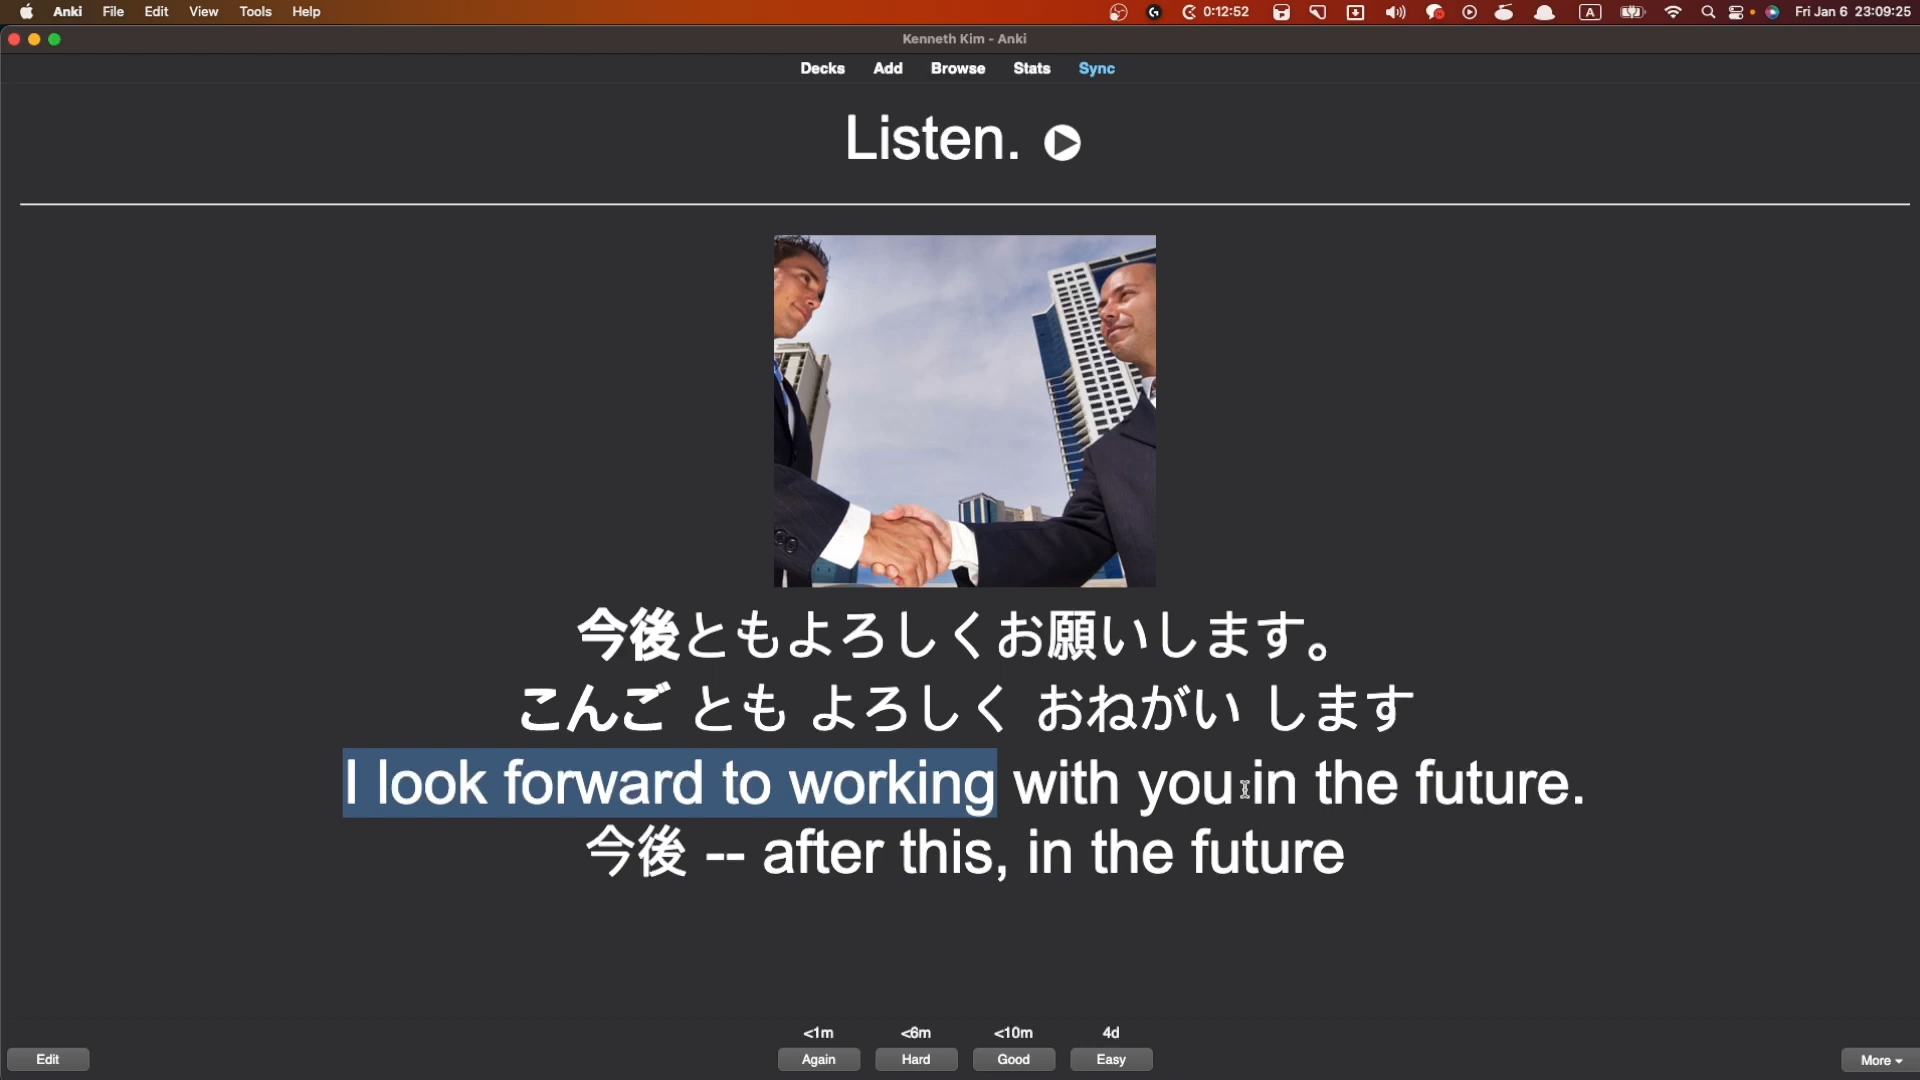 Anki File Edit View Tools Help 0:12:52 A Fri Jan 6 23:09:25
Kenneth Kim - Anki
Decks Add Browse Stats Sync
Listen.
今後ともよろしくお願いします。
こんご とも よろしく おねがい します
I look forward to working with you in the future.
今後 -- after this, in the future
<1m <6m <10m 4d
Edit Again Hard Good Easy More